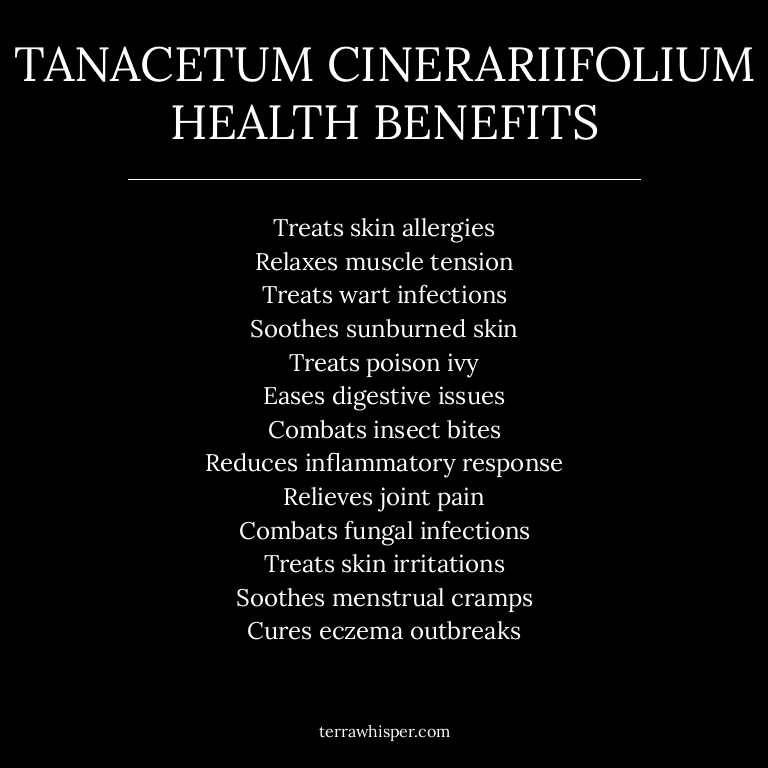 TANACETUM CINERARIIFOLIUM
HEALTH BENEFITS
Treats skin allergies
Relaxes muscle tension
Treats wart infections
Soothes sunburned skin
Treats poison ivy
Eases digestive issues
Combats insect bites
Reduces inflammatory response
Relieves joint pain
Combats fungal infections
Treats skin irritations
Soothes menstrual cramps
Cures eczema outbreaks
terrawhisper.com